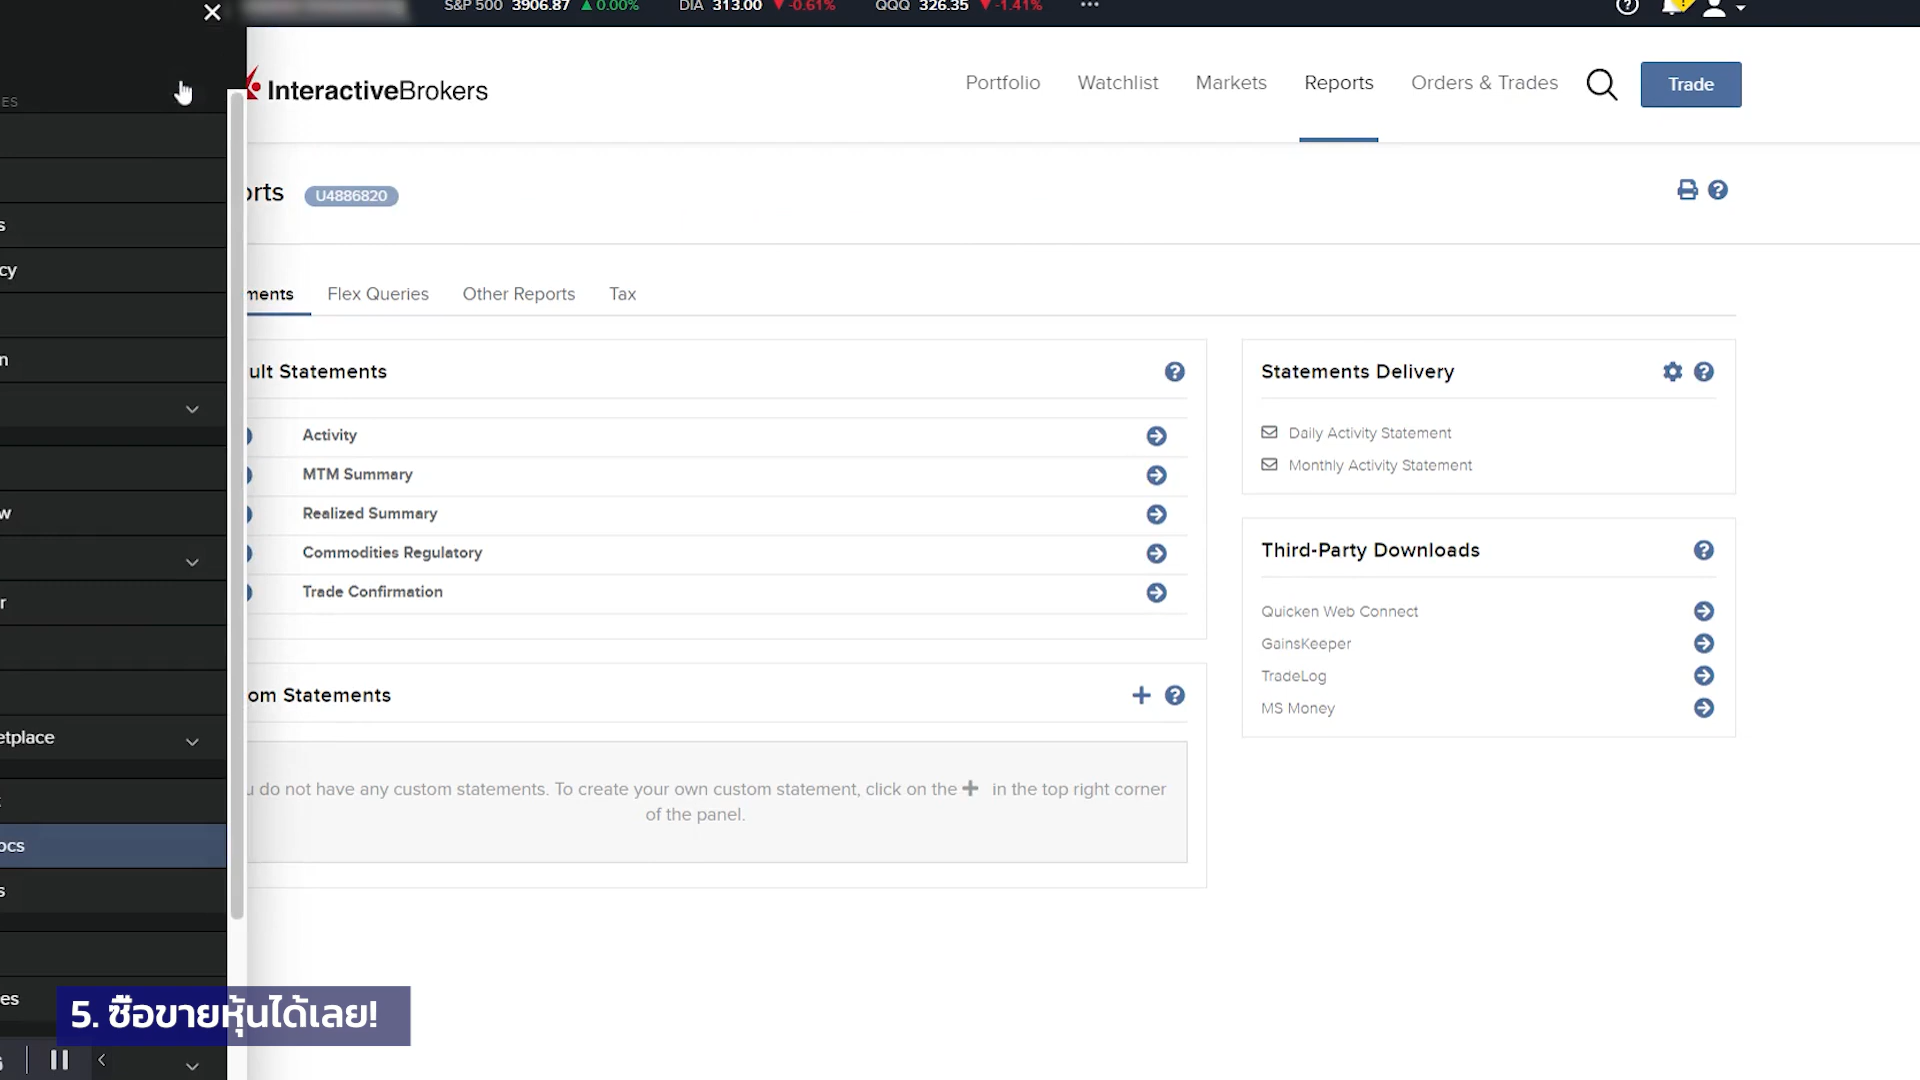 S&P 500 3906.87 ▲ 0.00% DIA 313.00 ▼ -0.61% QQQ 326.35 ▼ -1.41% ...
InteractiveBrokers
Portfolio Watchlist Markets Reports Orders & Trades Trade
orts U4886820
ments Flex Queries Other Reports Tax
ult Statements
Activity
MTM Summary
Realized Summary
Commodities Regulatory
Trade Confirmation
om Statements
do not have any custom statements. To create your own custom statement, click on the + in the top right corner
of the panel.
Statements Delivery
Daily Activity Statement
Monthly Activity Statement
Third-Party Downloads
Quicken Web Connect
GainsKeeper
TradeLog
MS Money
ES
s
cy
n
w
r
etplace
ocs
s
es
5. ซื้อขายหุ้นได้เลย!